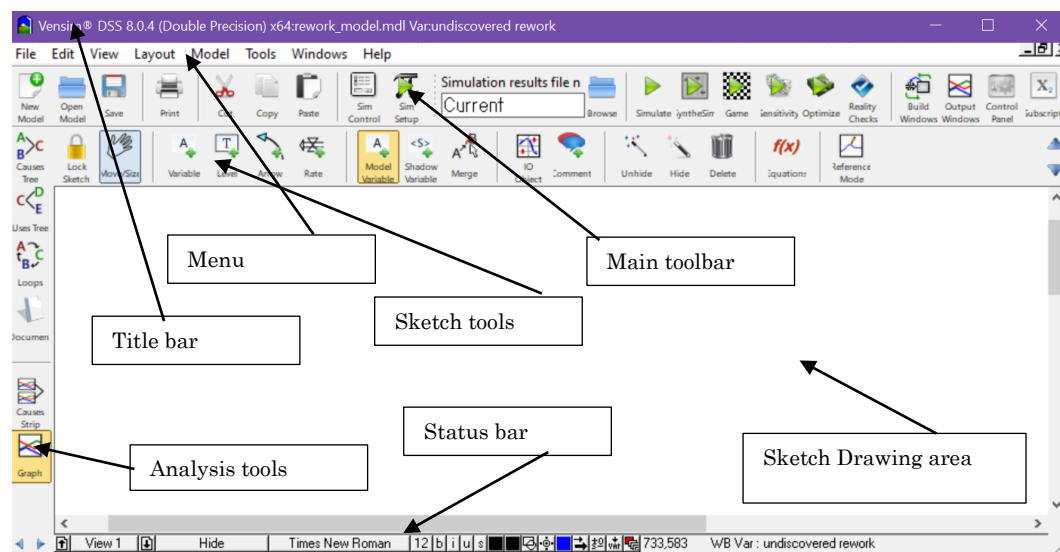 Vensim® DSS 8.0.4 (Double Precision) x64:rework_model.mdl Var:undiscovered rework
File Edit View Layout Model Tools Windows Help
New Model
Open Model
Save
Print
Cut
Copy
Paste
Sim Control
Sim Setup
Simulation results file n
Current
Browse
Simulate
yntheSim
Game
Sensitivity
Optimize
Reality Checks
Build Windows
Output Windows
Control Panel
ubscript
Causes Tree
Lock Sketch
Move/Size
Variable
Level
Arrow
Rate
Model Variable
Shadow Variable
Merge
IO Object
Comment
Unhide
Hide
Delete
f(x)
Equations
Reference Mode
Uses Tree
Loops
Documen
Causes Strip
Graph
Menu
Main toolbar
Sketch tools
Title bar
Status bar
Analysis tools
Sketch Drawing area
View 1 Hide Times New Roman 12 b i u s 733,583 WB Var : undiscovered rework